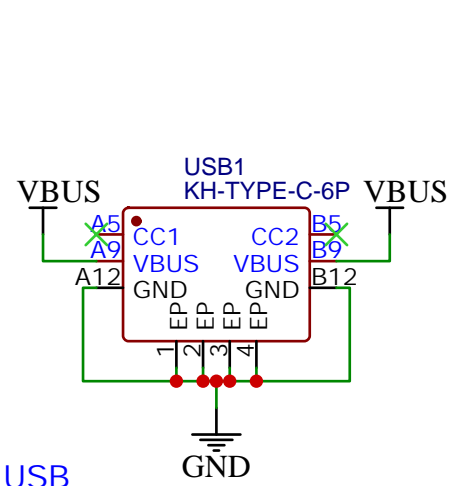 USB1
KH-TYPE-C-6P
VBUS
VBUS
A5
CC1
CC2
B5
A9
VBUS
VBUS
B9
A12
GND
GND
B12
EP
EP
EP
EP
1
2
3
4
GND
USB